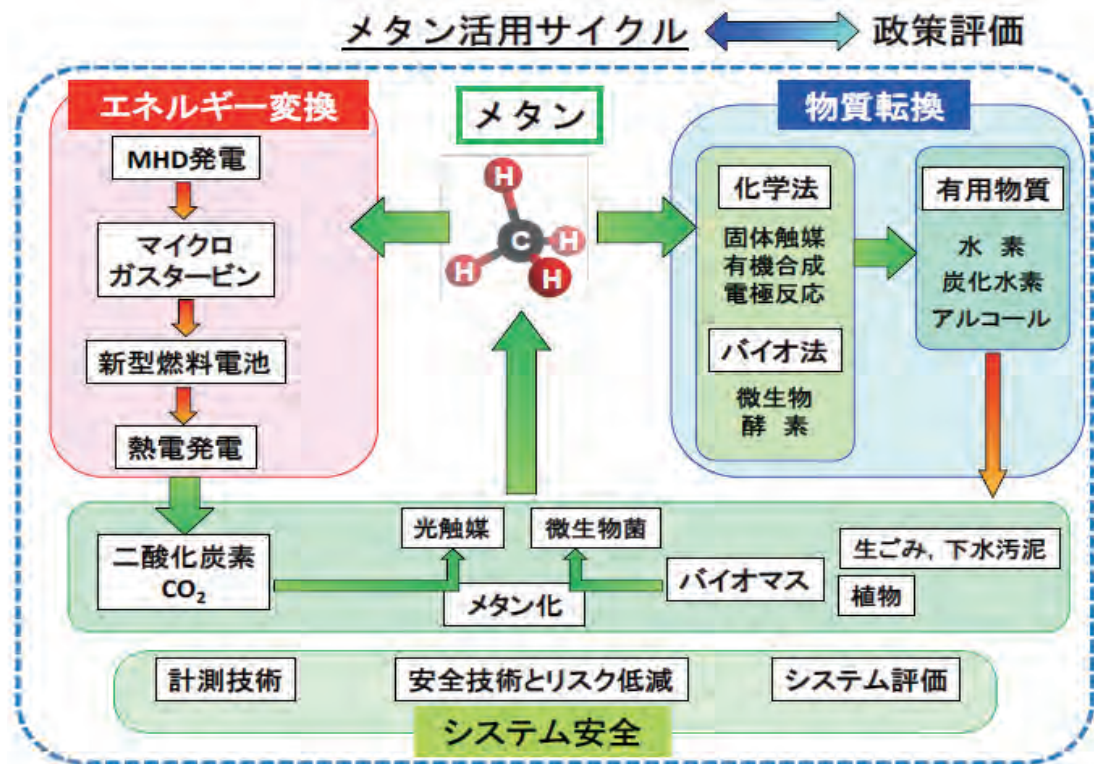 メタン活用サイクル 政策評価
エネルギー変換
MHD発電
マイクロ
ガスタービン
新型燃料電池
熱電発電
メタン
H
C
H
H
H
物質転換
化学法
固体触媒
有機合成
電極反応
バイオ法
微生物
酵 素
有用物質
水 素
炭化水素
アルコール
二酸化炭素
CO₂
光触媒
微生物菌
メタン化
バイオマス
生ごみ、下水汚泥
植物
計測技術
安全技術とリスク低減
システム評価
システム安全